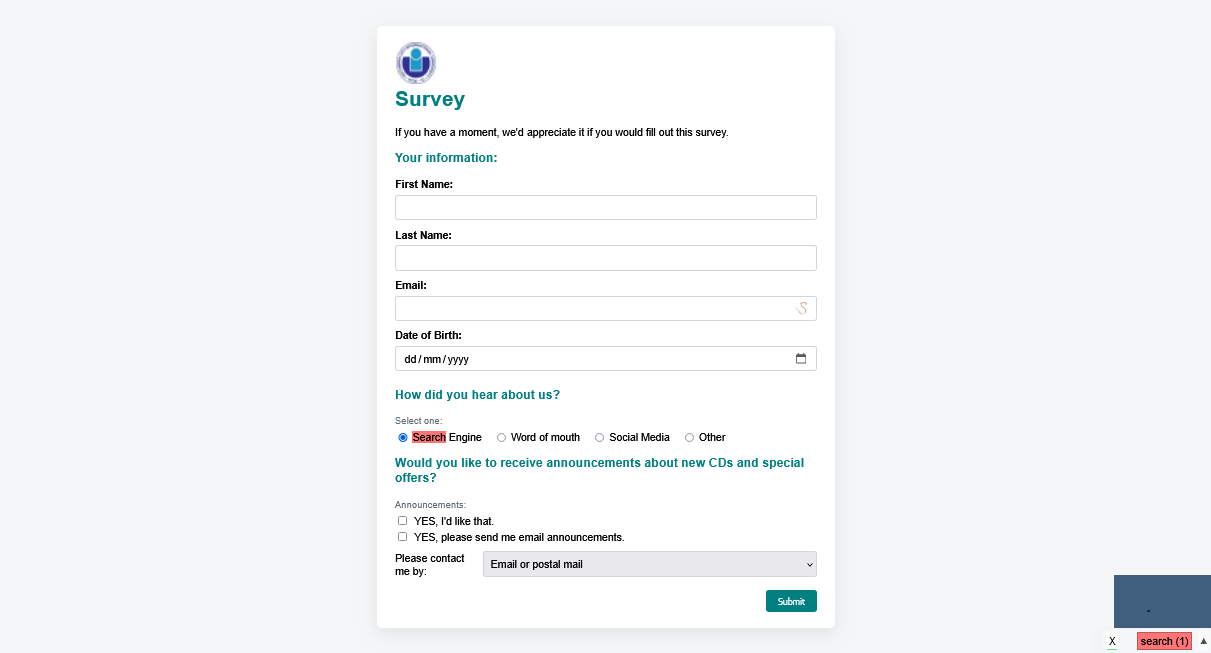 Survey
If you have a moment, we'd appreciate it if you would fill out this survey.
Your information:
First Name:
Last Name:
Email:
Date of Birth:
dd/mm/yyyy
How did you hear about us?
Select one:
Search Engine Word of mouth Social Media Other
Would you like to receive announcements about new CDs and special
offers?
Announcements:
YES, I'd like that.
YES, please send me email announcements.
Please contact
me by:
Email or postal mail
Submit
X search (1) ▲